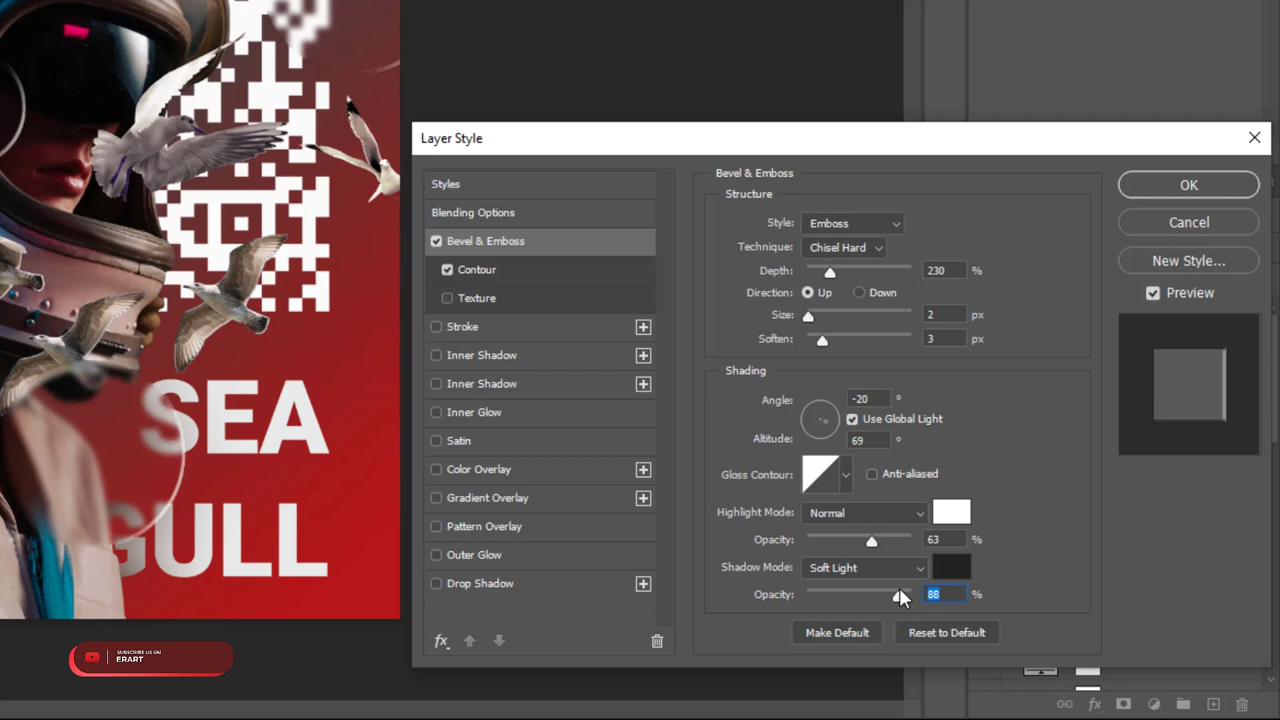 SEA
GULL
SUBSCRIBE US ON
ERART
Layer Style
Styles
Blending Options
Bevel & Emboss
Contour
Texture
Stroke
Inner Shadow
Inner Shadow
Inner Glow
Satin
Color Overlay
Gradient Overlay
Pattern Overlay
Outer Glow
Drop Shadow
fx
Bevel & Emboss
Structure
Style: Emboss
Technique: Chisel Hard
Depth: 230 %
Direction: Up Down
Size: 2 px
Soften: 3 px
Shading
Angle: -20 °
Use Global Light
Altitude: 69 °
Gloss Contour: Anti-aliased
Highlight Mode: Normal
Opacity: 63 %
Shadow Mode: Soft Light
Opacity: 88 %
Make Default Reset to Default
OK
Cancel
New Style...
Preview
fx